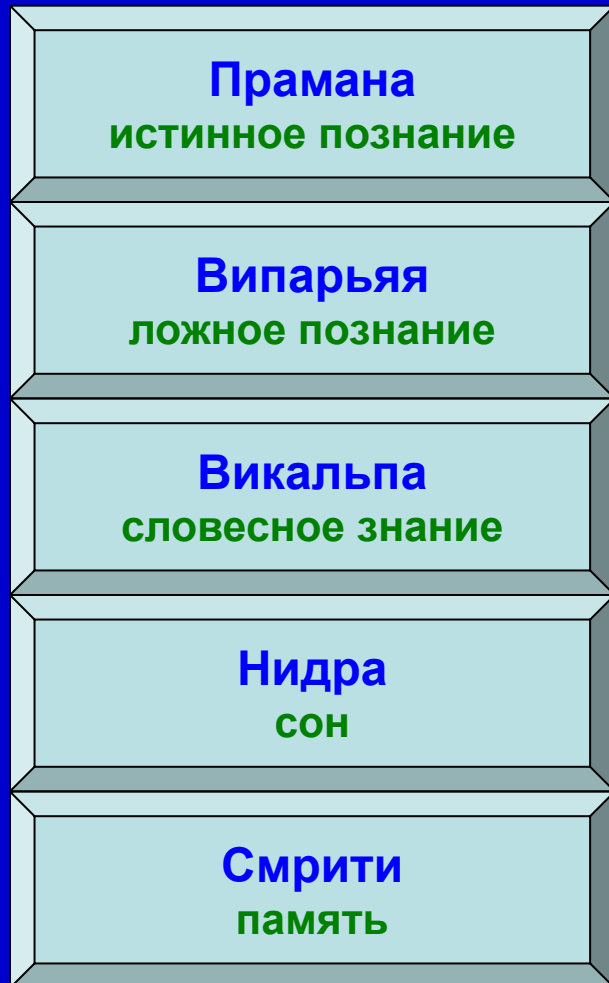 Прамана
истинное познание
Випарьяя
ложное познание
Викальпа
словесное знание
Нидра
сон
Смрити
память